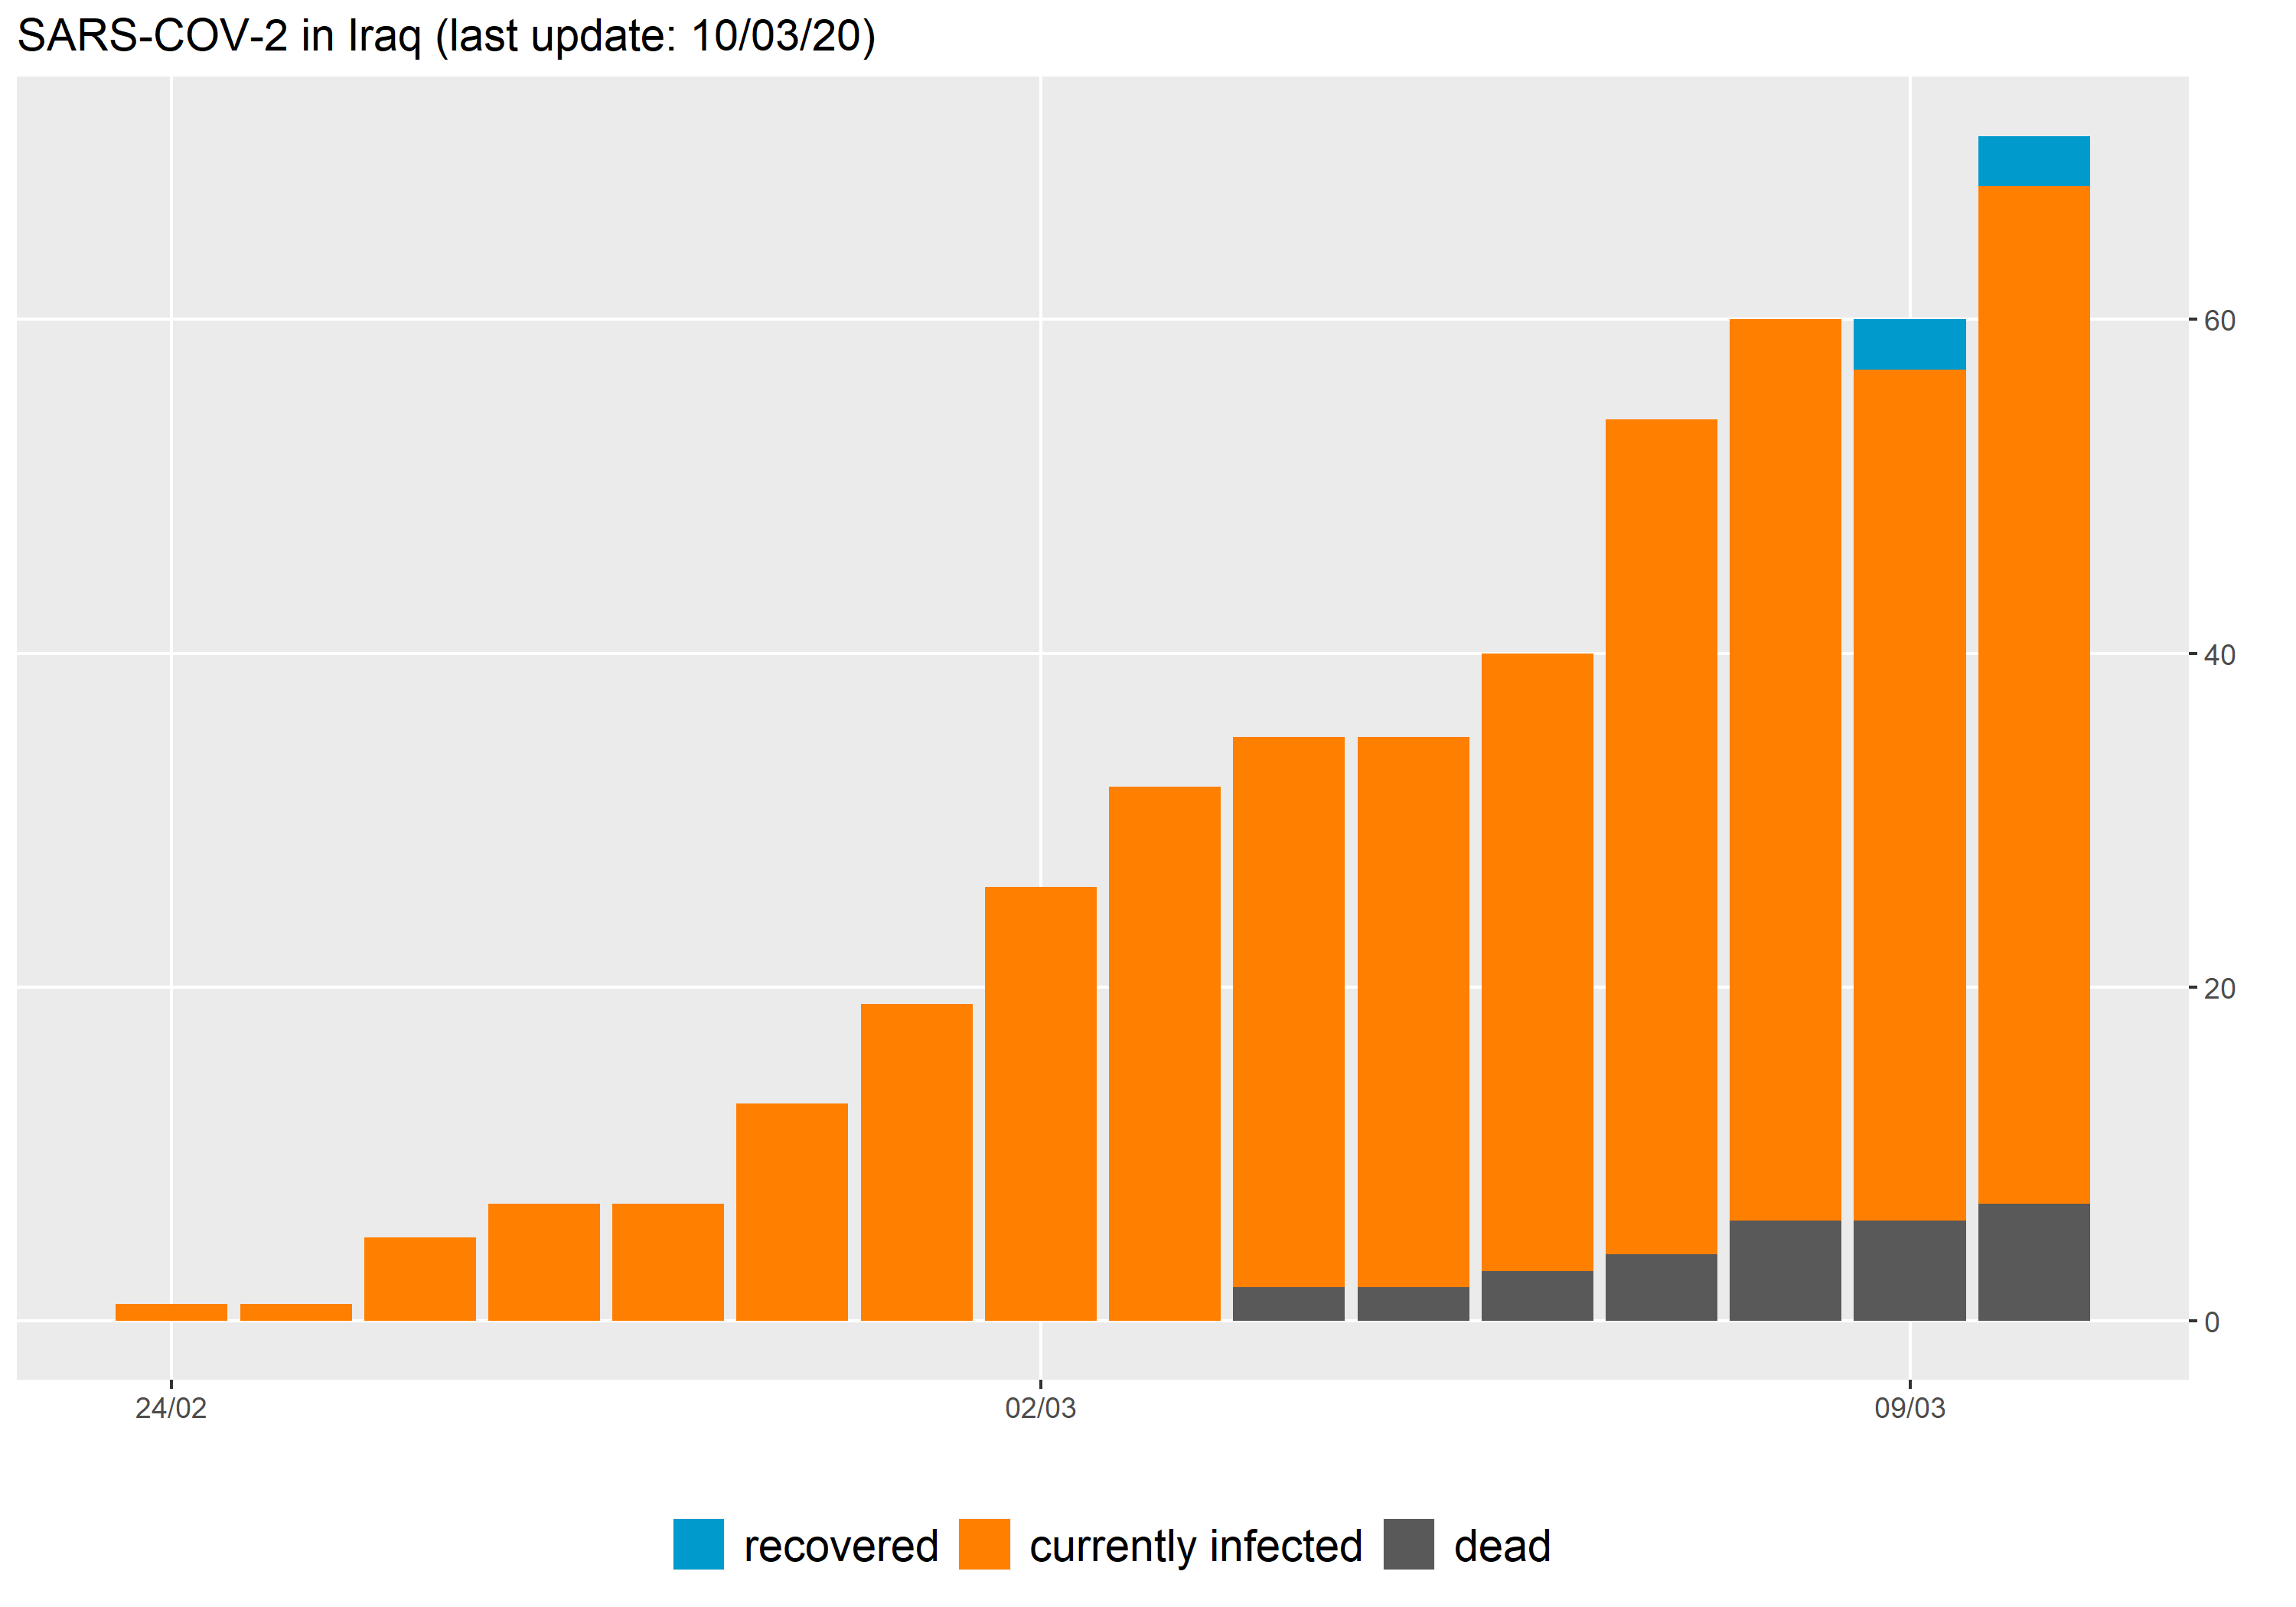 SARS-COV-2 in Iraq (last update: 10/03/20)
60
40
20
0
24/02 02/03 09/03
recovered currently infected dead